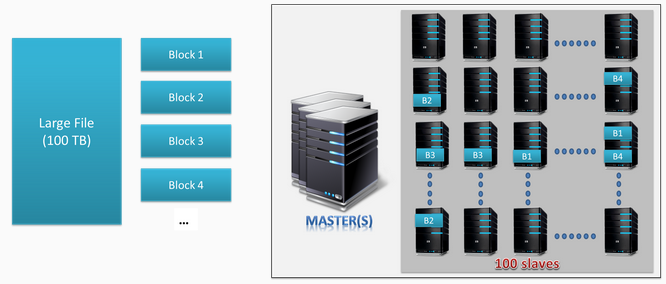 Large File
(100 TB)
Block 1
Block 2
Block 3
Block 4
...
MASTER(S)
B4
B2
B1
B3
B3
B1
B4
B2
100 slaves